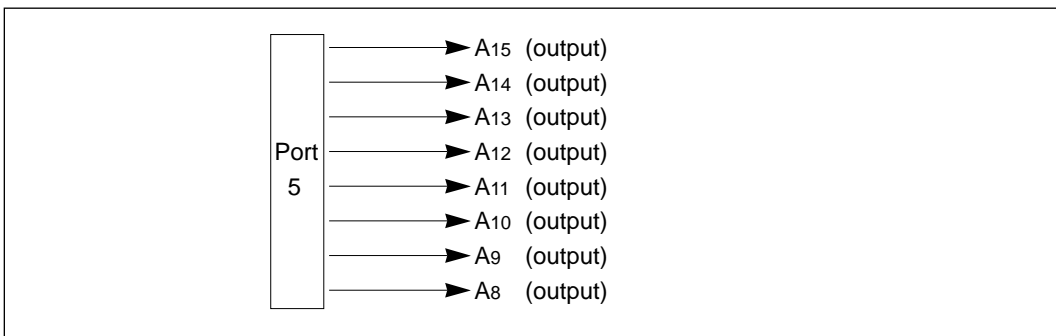 A15 (output)
A14 (output)
A13 (output)
A12 (output)
A11 (output)
A10 (output)
A9 (output)
A8 (output)
Port
5